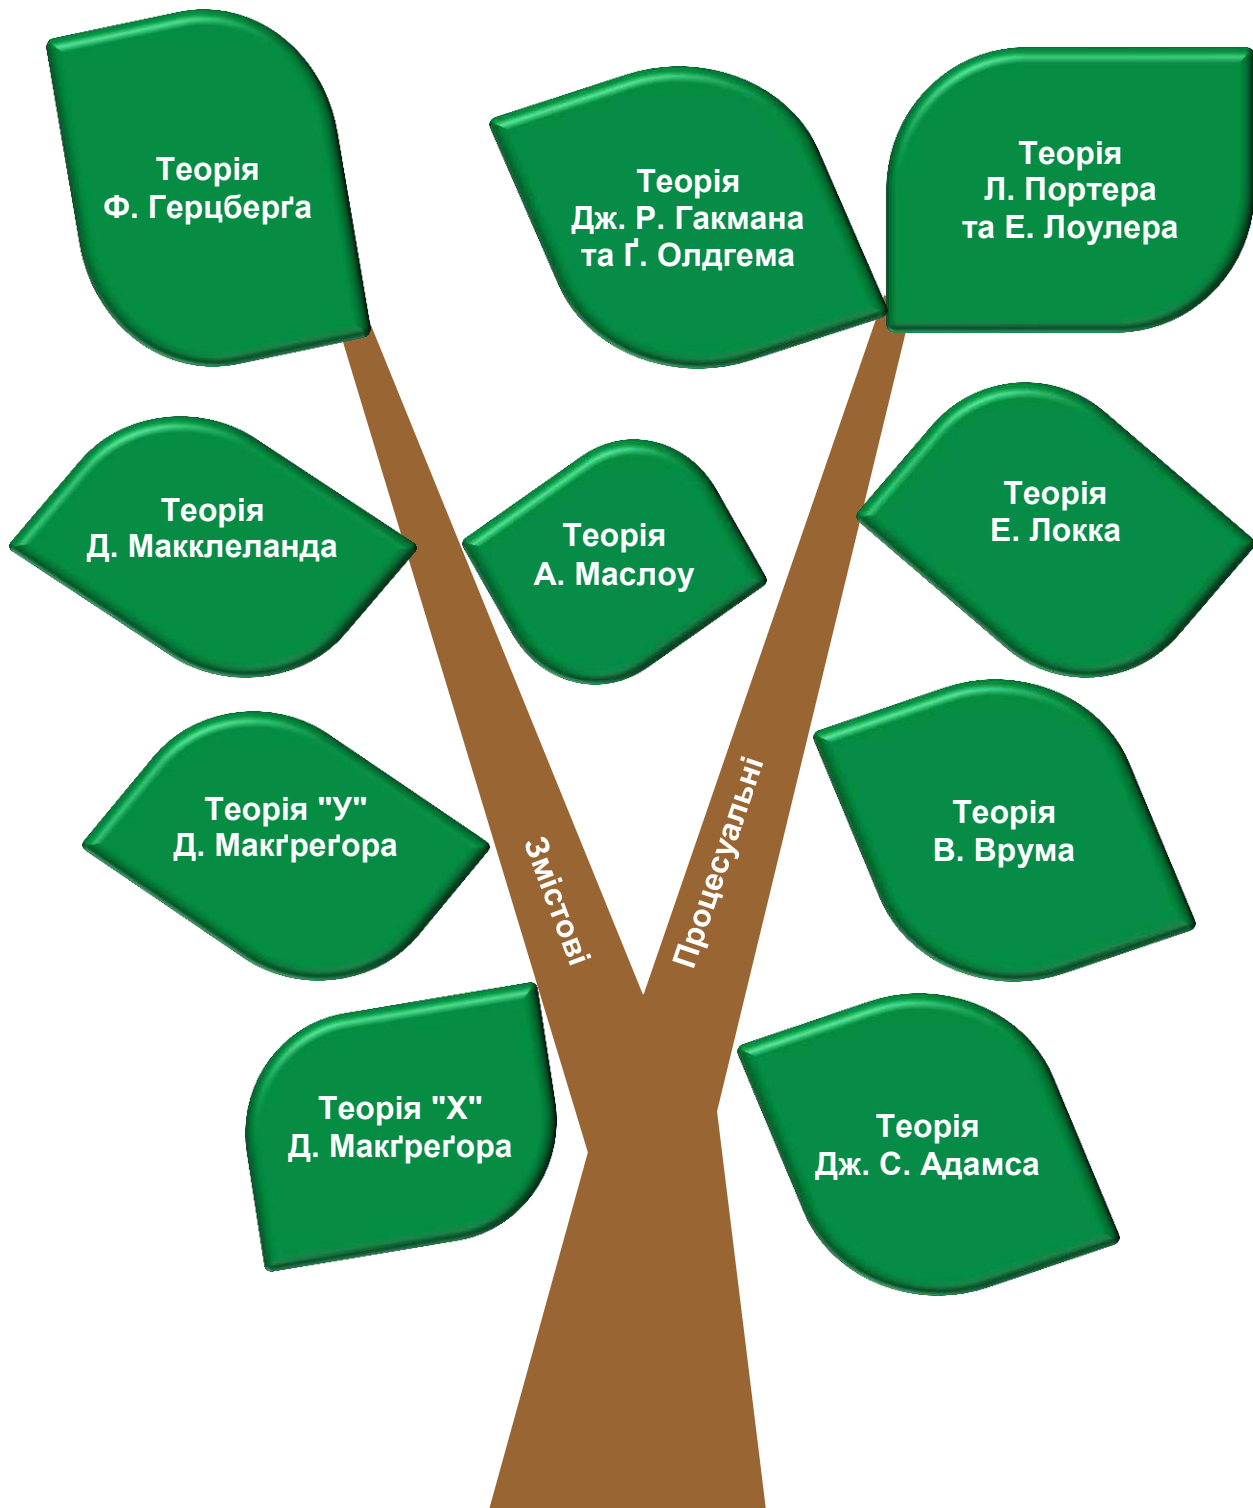 Теорія
Ф. Герцберґа
Теорія
Дж. Р. Гакмана
та Ґ. Олдгема
Теорія
Л. Портера
та Е. Лоулера
Теорія
Д. Макклеланда
Теорія
А. Маслоу
Теорія
Е. Локка
Теорія "У"
Д. Макґреґора
Змістові
Процесуальні
Теорія
В. Врума
Теорія "Х"
Д. Макґреґора
Теорія
Дж. С. Адамса